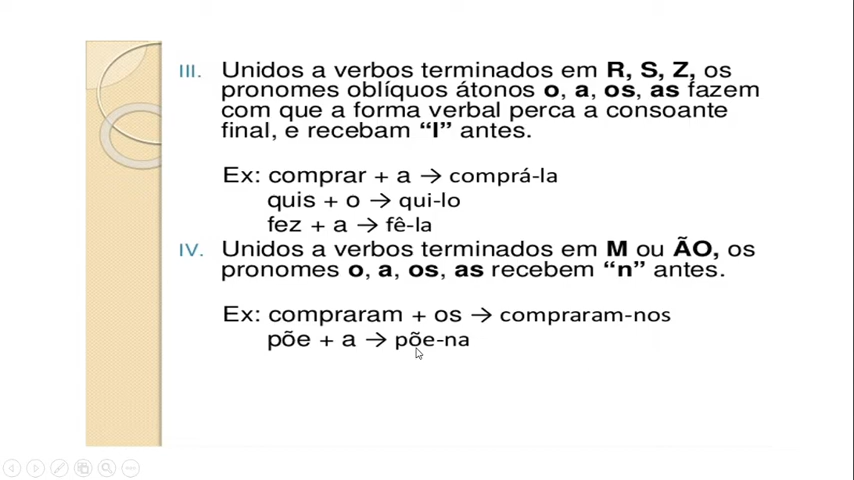 III. Unidos a verbos terminados em R, S, Z, os
pronomes oblíquos átonos o, a, os, as fazem
com que a forma verbal perca a consoante
final, e recebam “l” antes.
Ex: comprar + a → comprá-la
quis + o → qui-lo
fez + a → fê-la
IV. Unidos a verbos terminados em M ou ÃO, os
pronomes o, a, os, as recebem “n” antes.
Ex: compraram + os → compraram-nos
põe + a → põe-na